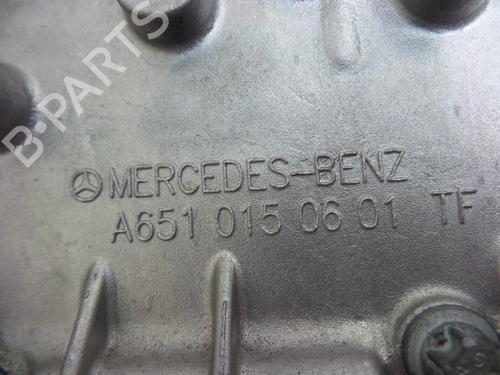 B-PARTS
MERCEDES-BENZ
A651 015 06 01 TF